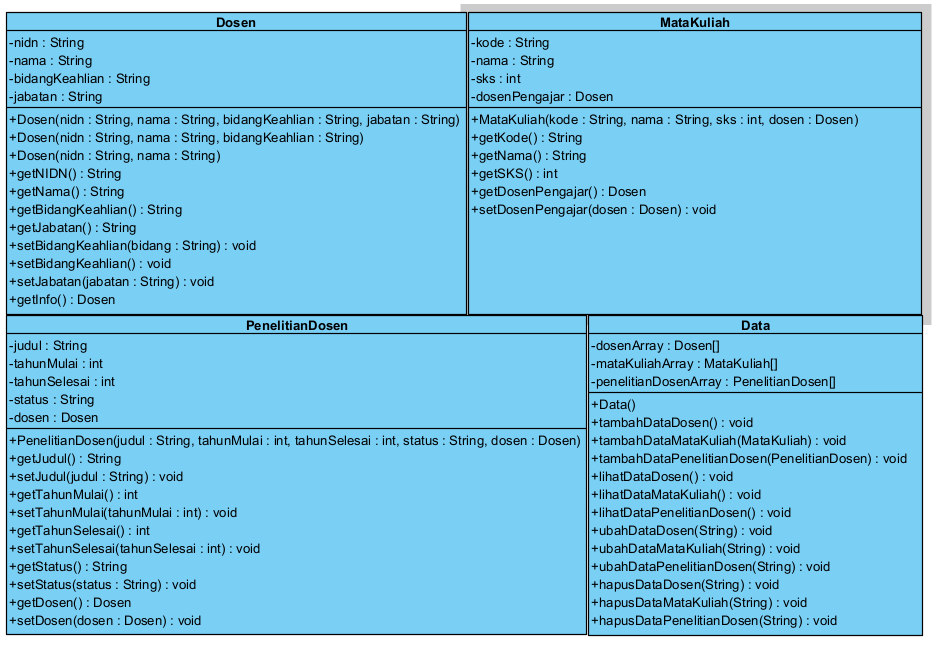 Dosen
-nidn : String
-nama : String
-bidangKeahlian : String
-jabatan : String
+Dosen(nidn : String, nama : String, bidangKeahlian : String, jabatan : String)
+Dosen(nidn : String, nama : String, bidangKeahlian : String)
+Dosen(nidn : String, nama : String)
+getNIDN() : String
+getNama() : String
+getBidangKeahlian() : String
+getJabatan() : String
+setBidangKeahlian(bidang : String) : void
+setBidangKeahlian() : void
+setJabatan(jabatan : String) : void
+getInfo() : Dosen
MataKuliah
-kode : String
-nama : String
-sks : int
-dosenPengajar : Dosen
+MataKuliah(kode : String, nama : String, sks : int, dosen : Dosen)
+getKode() : String
+getNama() : String
+getSKS() : int
+getDosenPengajar() : Dosen
+setDosenPengajar(dosen : Dosen) : void
PenelitianDosen
-judul : String
-tahunMulai : int
-tahunSelesai : int
-status : String
-dosen : Dosen
+PenelitianDosen(judul : String, tahunMulai : int, tahunSelesai : int, status : String, dosen : Dosen)
+getJudul() : String
+setJudul(judul : String) : void
+getTahunMulai() : int
+setTahunMulai(tahunMulai : int) : void
+getTahunSelesai() : int
+setTahunSelesai(tahunSelesai : int) : void
+getStatus() : String
+setStatus(status : String) : void
+getDosen() : Dosen
+setDosen(dosen : Dosen) : void
Data
-dosenArray : Dosen[]
-mataKuliahArray : MataKuliah[]
-penelitianDosenArray : PenelitianDosen[]
+Data()
+tambahDataDosen() : void
+tambahDataMataKuliah(MataKuliah) : void
+tambahDataPenelitianDosen(PenelitianDosen) : void
+lihatDataDosen() : void
+lihatDataMataKuliah() : void
+lihatDataPenelitianDosen() : void
+ubahDataDosen(String) : void
+ubahDataMataKuliah(String) : void
+ubahDataPenelitianDosen(String) : void
+hapusDataDosen(String) : void
+hapusDataMataKuliah(String) : void
+hapusDataPenelitianDosen(String) : void